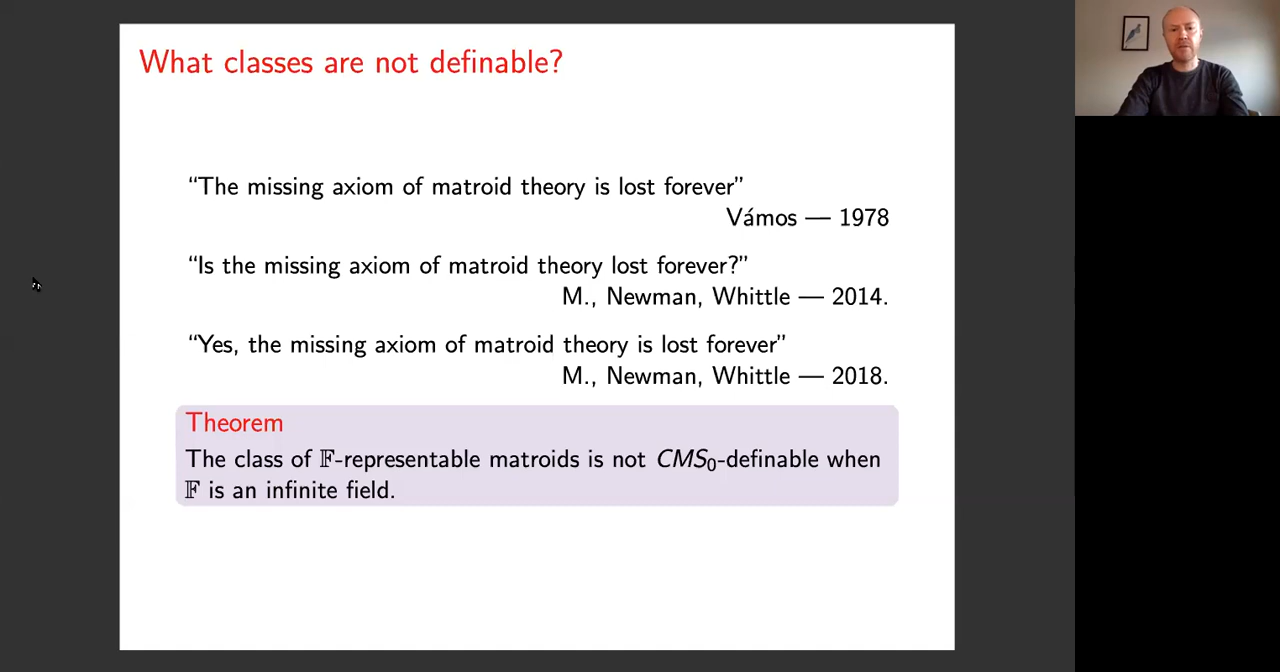 What classes are not definable?
“The missing axiom of matroid theory is lost forever”
Vámos — 1978
“Is the missing axiom of matroid theory lost forever?”
M., Newman, Whittle — 2014.
“Yes, the missing axiom of matroid theory is lost forever”
M., Newman, Whittle — 2018.
Theorem
The class of 𝔽-representable matroids is not CMS₀-definable when
𝔽 is an infinite field.